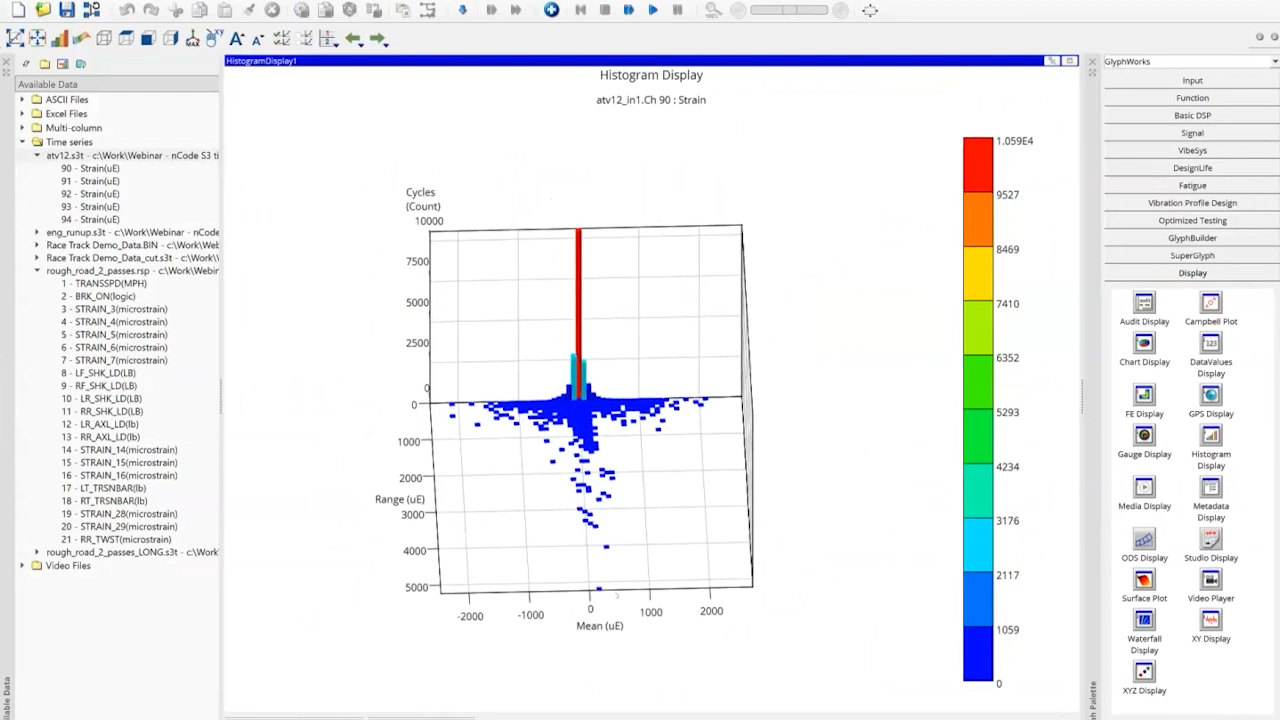 HistogramDisplay1
Histogram Display
atv12_in1.Ch 90 : Strain
Available Data
ASCII Files
Excel Files
Multi-column
Time series
atv12.s3t - c:\Work\Webinar - nCode S3 ti
90 - Strain(uE)
91 - Strain(uE)
92 - Strain(uE)
93 - Strain(uE)
94 - Strain(uE)
eng_runup.s3t - c:\Work\Webinar - nCode
Race Track Demo_Data.BIN - c:\Work\Web
Race Track Demo_Data_cut.s3t - c:\Work
rough_road_2_passes.rsp - c:\Work\Webin
1 - TRANSSPD(MPH)
2 - BRK_ON(logic)
3 - STRAIN_3(microstrain)
4 - STRAIN_4(microstrain)
5 - STRAIN_5(microstrain)
6 - STRAIN_6(microstrain)
7 - STRAIN_7(microstrain)
8 - LF_SHK_LD(LB)
9 - RF_SHK_LD(LB)
10 - LR_SHK_LD(LB)
11 - RR_SHK_LD(LB)
12 - LR_AXL_LD(lb)
13 - RR_AXL_LD(lb)
14 - STRAIN_14(microstrain)
15 - STRAIN_15(microstrain)
16 - STRAIN_16(microstrain)
17 - LT_TRSNBAR(lb)
18 - RT_TRSNBAR(lb)
19 - STRAIN_28(microstrain)
20 - STRAIN_29(microstrain)
21 - RR_TWST(microstrain)
rough_road_2_passes_LONG.s3t - c:\Work
Video Files
Cycles
(Count)
10000
7500
5000
2500
0
0
1000
2000
Range (uE)
3000
4000
5000
-2000
-1000
0
1000
2000
Mean (uE)
1.059E4
9527
8469
7410
6352
5293
4234
3176
2117
1059
0
GlyphWorks
Input
Function
Basic DSP
Signal
VibeSys
DesignLife
Fatigue
Vibration Profile Design
Optimized Testing
GlyphBuilder
SuperGlyph
Display
Audit Display
Campbell Plot
Chart Display
DataValues
Display
FE Display
GPS Display
Gauge Display
Histogram
Display
Media Display
Metadata
Display
ODS Display
Studio Display
Surface Plot
Video Player
Waterfall
Display
XY Display
XYZ Display